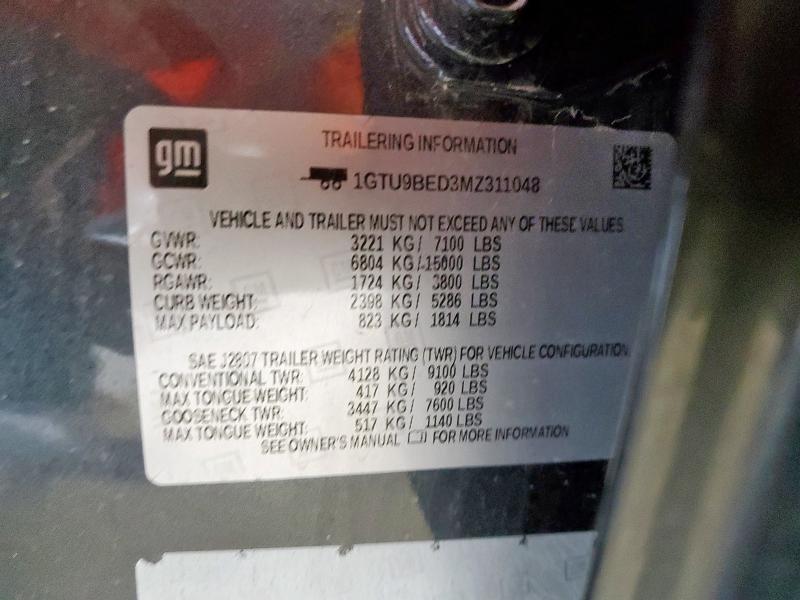 gm
TRAILERING INFORMATION
1GTU9BED3MZ311048
VEHICLE AND TRAILER MUST NOT EXCEED ANY OF THESE VALUES
GVWR: 3221 KG / 7100 LBS
GCWR: 6804 KG / 15000 LBS
RGAWR: 1724 KG / 3800 LBS
CURB WEIGHT: 2398 KG / 5286 LBS
MAX PAYLOAD: 823 KG / 1814 LBS
SAE J2807 TRAILER WEIGHT RATING (TWR) FOR VEHICLE CONFIGURATION.
CONVENTIONAL TWR: 4128 KG / 9100 LBS
MAX TONGUE WEIGHT: 417 KG / 920 LBS
GOOSENECK TWR: 3447 KG / 7600 LBS
MAX TONGUE WEIGHT: 517 KG / 1140 LBS
SEE OWNER'S MANUAL FOR MORE INFORMATION